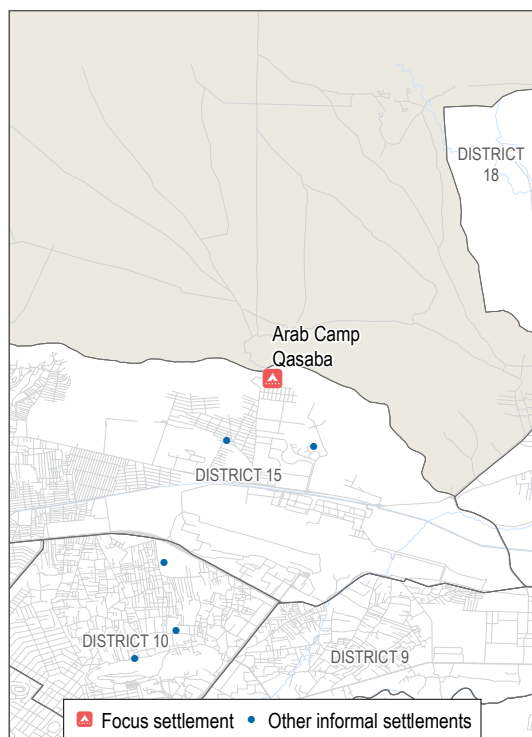 DISTRICT
18
Arab Camp
Qasaba
DISTRICT 15
DISTRICT 10
DISTRICT 9
Focus settlement
Other informal settlements